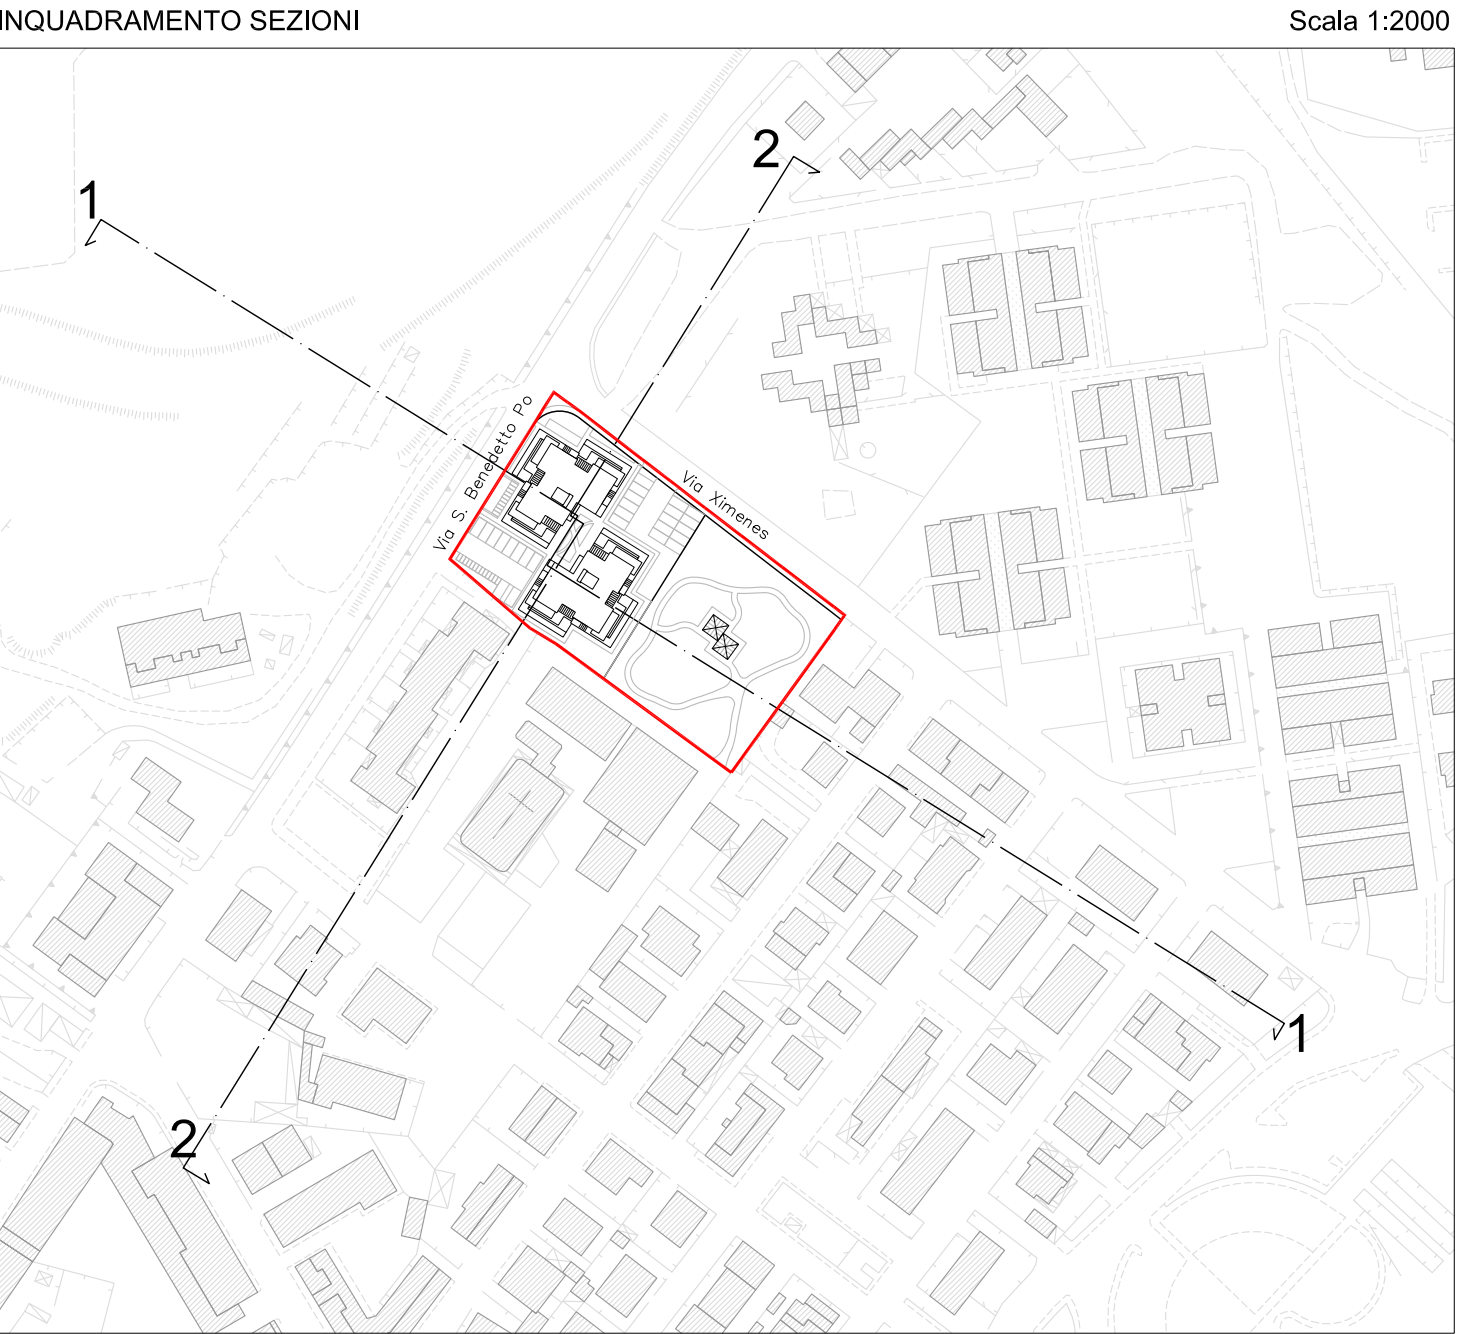 INQUADRAMENTO SEZIONI
Scala 1:2000
2
1
Via S. Benedetto Po
Via Ximenes
1
2